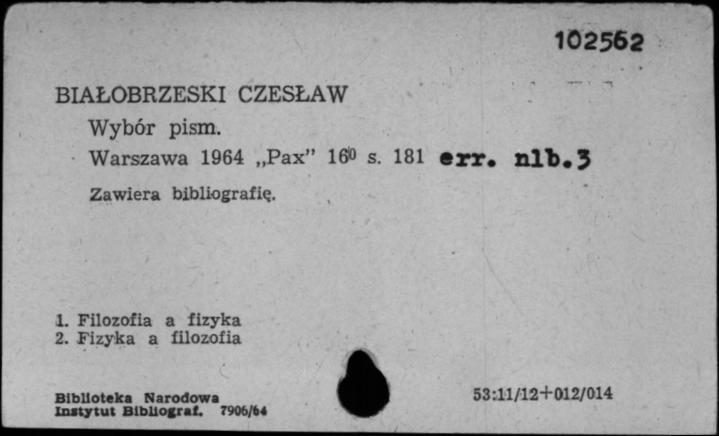 102562
BIAŁOBRZESKI CZESŁAW
Wybór pism.
Warszawa 1964 „Pax” 16⁰ s. 181 err. nlb.3
Zawiera bibliografię.
1. Filozofia a fizyka
2. Fizyka a filozofia
Biblioteka Narodowa
Instytut Bibliograf. 7906/64
53:11/12+012/014